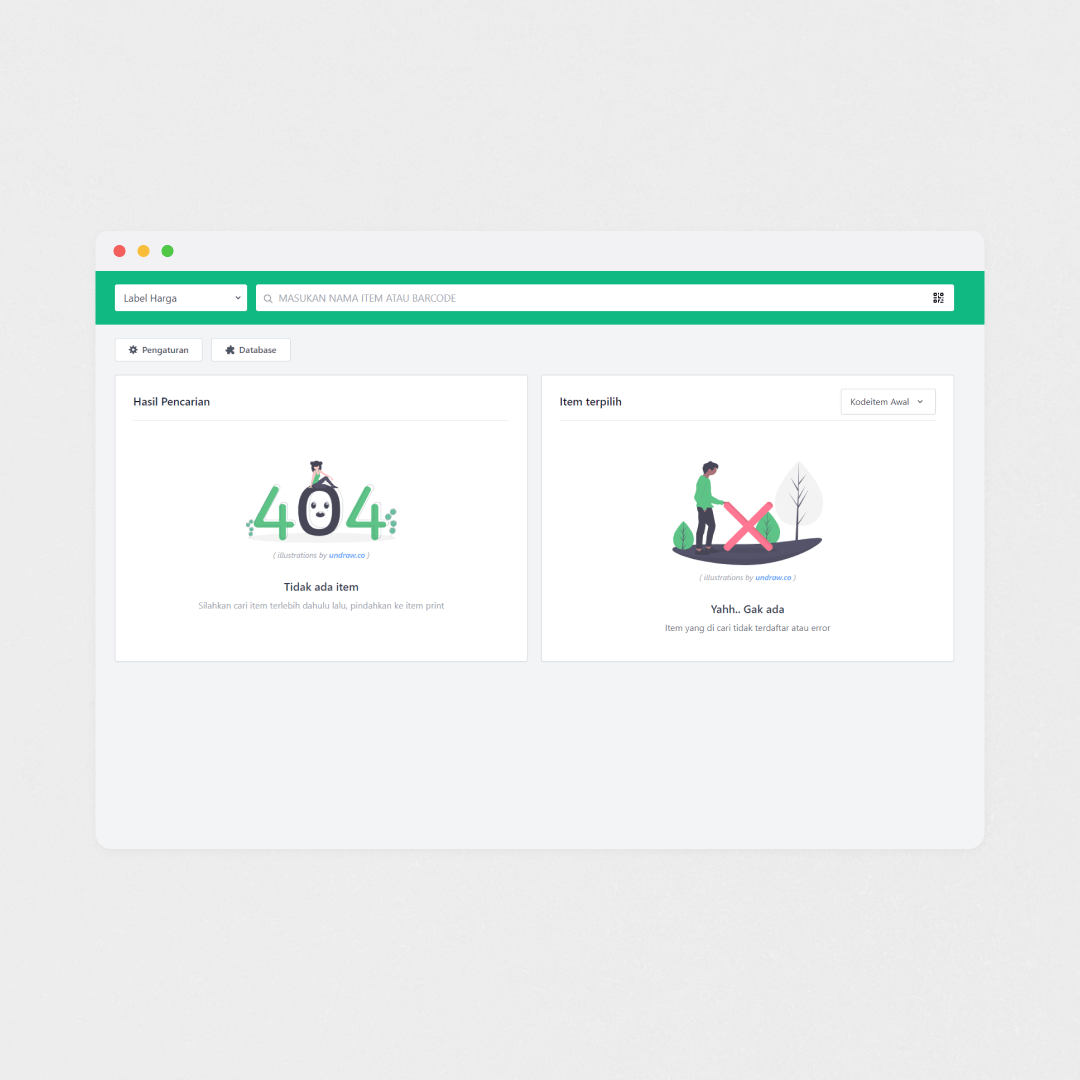 Label Harga
MASUKAN NAMA ITEM ATAU BARCODE
Pengaturan
Database
Hasil Pencarian
404
( illustrations by undraw.co )
Tidak ada item
Silahkan cari item terlebih dahulu lalu, pindahkan ke item print
Item terpilih
Kodeitem Awal
( illustrations by undraw.co )
Yahh.. Gak ada
Item yang di cari tidak terdaftar atau error